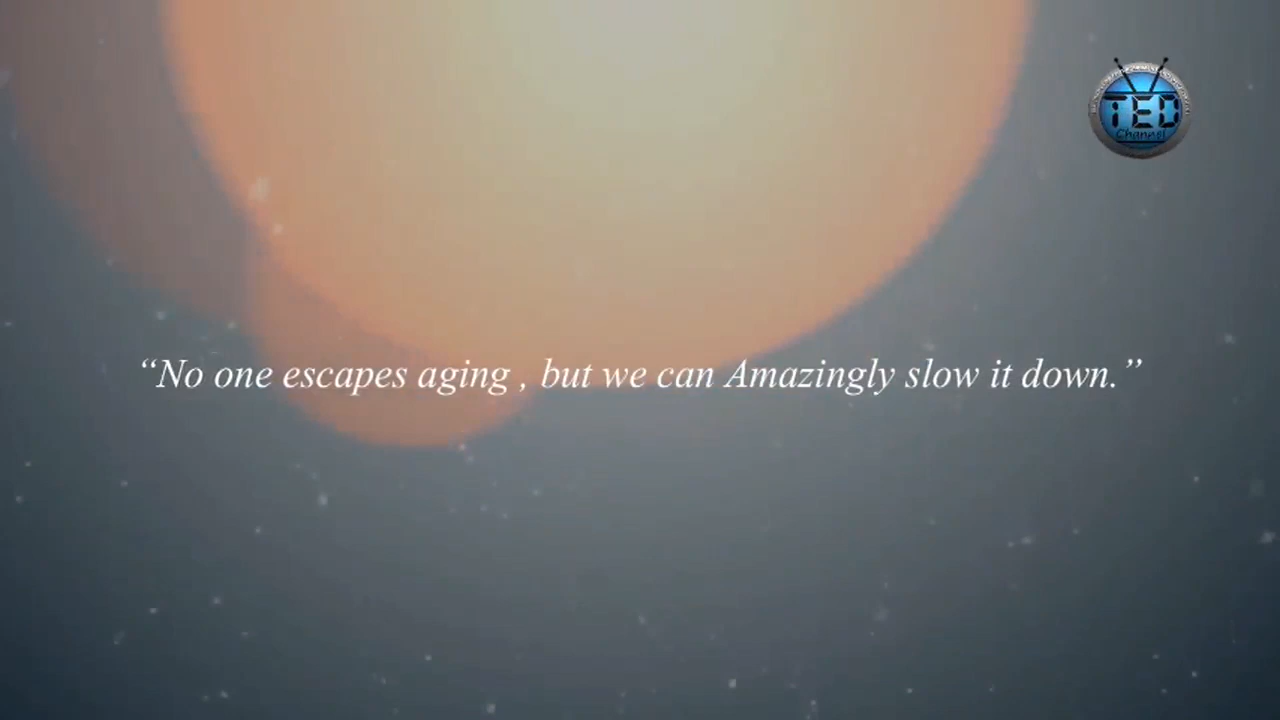 TED
Channel
“No one escapes aging , but we can Amazingly slow it down.”